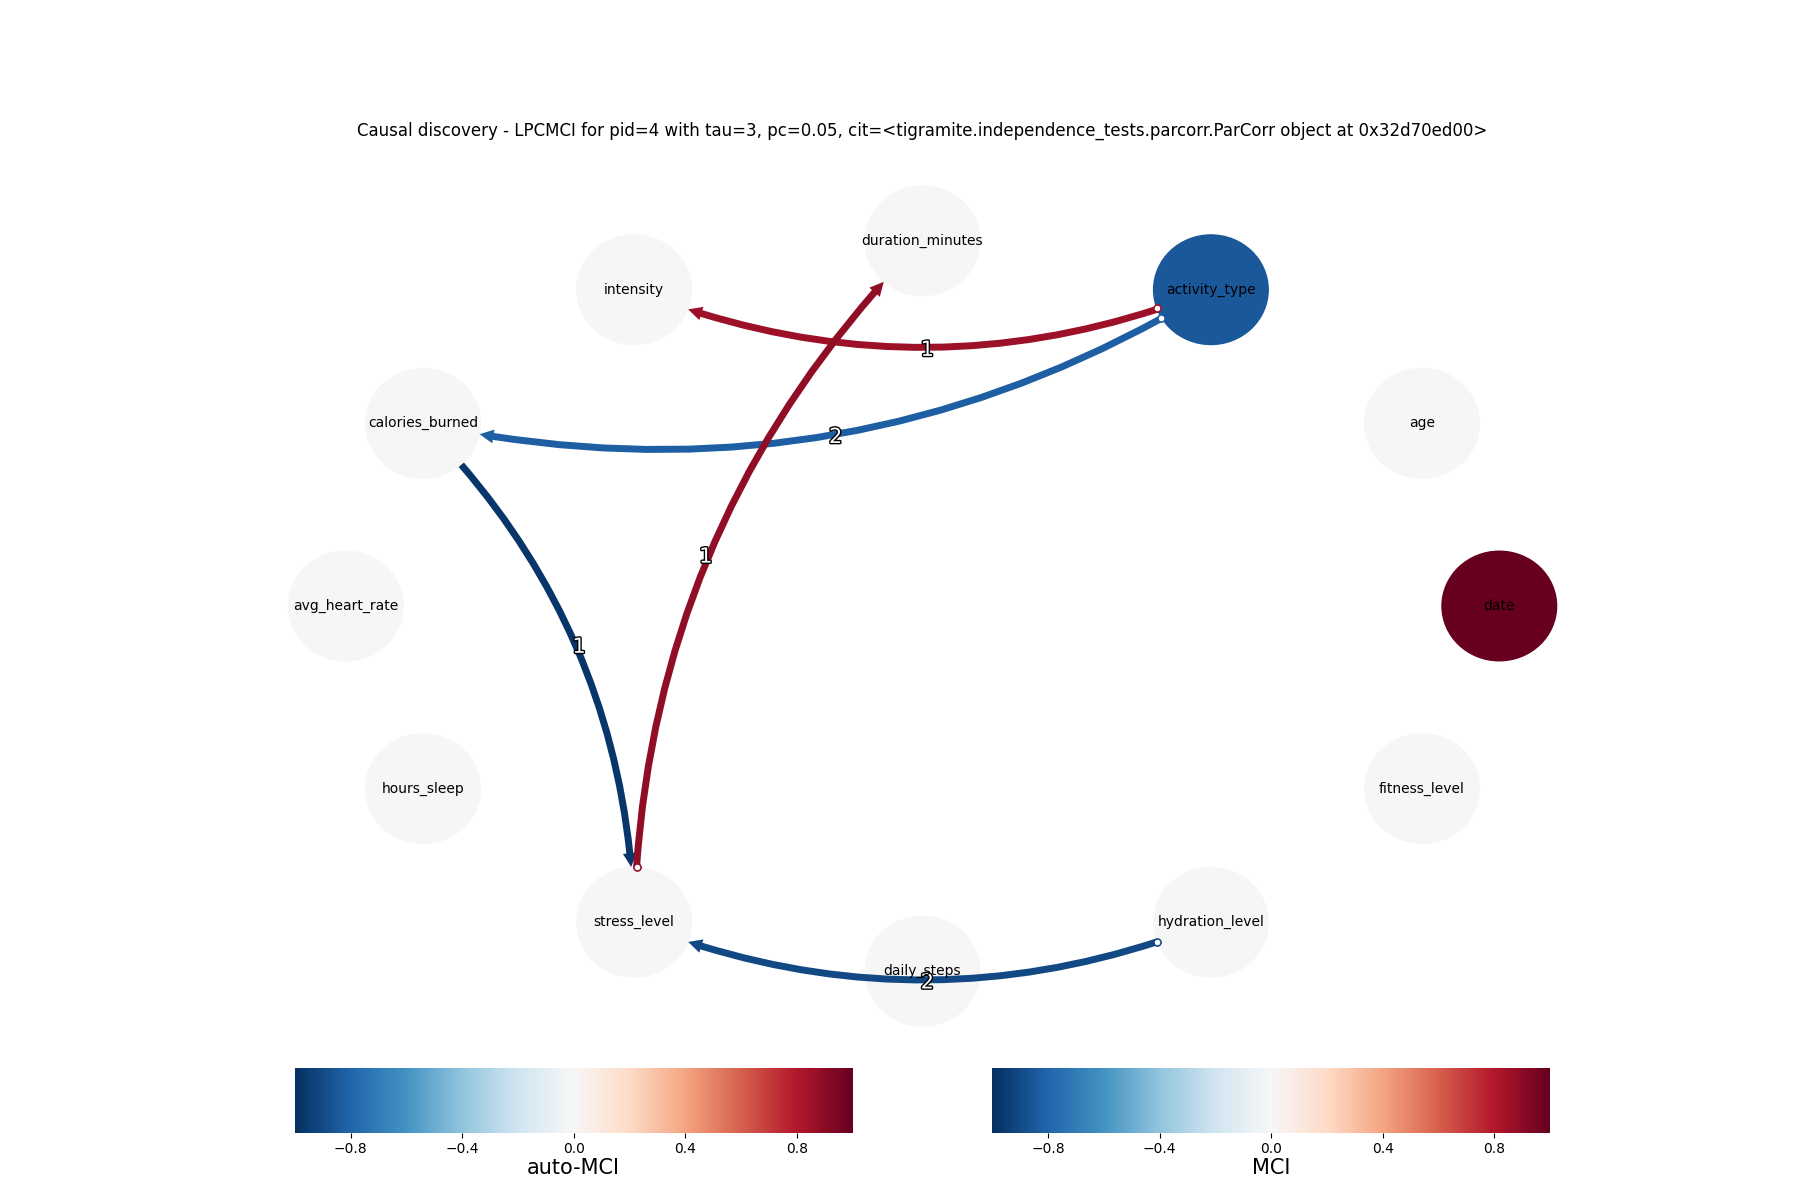 Causal discovery - LPCMCI for pid=4 with tau=3, pc=0.05, cit=<tigramite.independence_tests.parcorr.ParCorr object at 0x32d70ed00>
duration_minutes
intensity
activity_type
1
calories_burned
2
age
1
avg_heart_rate
date
1
hours_sleep
fitness_level
stress_level
hydration_level
daily_steps
2
−0.8 −0.4 0.0 0.4 0.8
auto-MCI
−0.8 −0.4 0.0 0.4 0.8
MCI